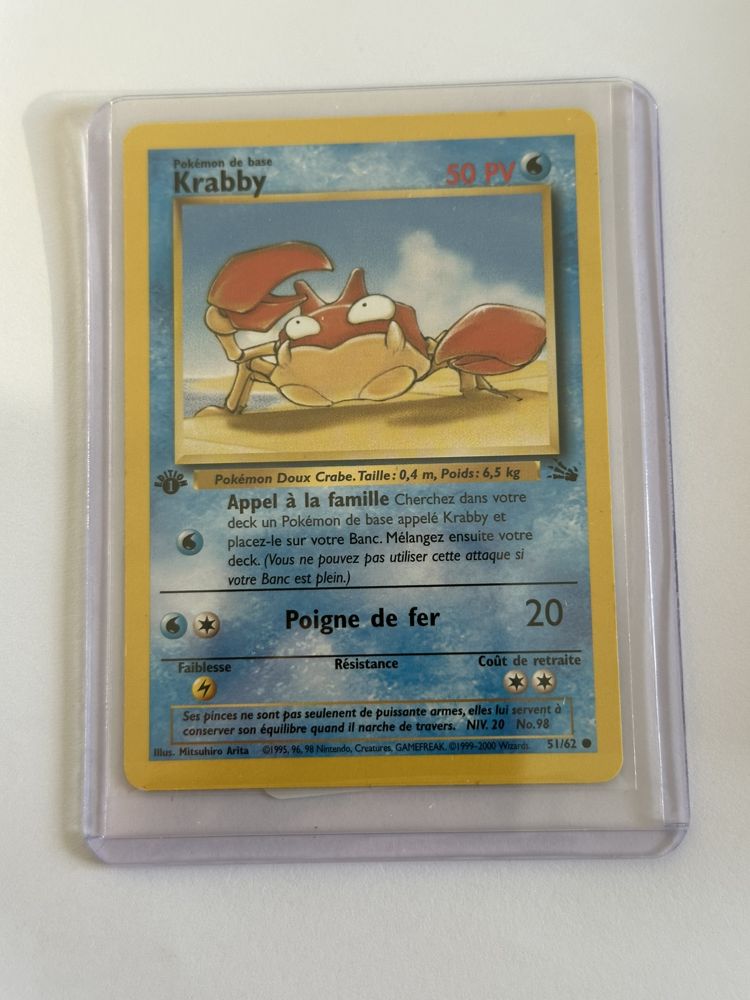 Pokémon de base
Krabby
50 PV
EDITION
1
Pokémon Doux Crabe. Taille: 0,4 m, Poids: 6,5 kg
Appel à la famille Cherchez dans votre
deck un Pokémon de base appelé Krabby et
placez-le sur votre Banc. Mélangez ensuite votre
deck. (Vous ne pouvez pas utiliser cette attaque si
votre Banc est plein.)
Poigne de fer 20
Faiblesse Résistance Coût de retraite
Ses pinces ne sont pas seulenent de puissante armes, elles lui servent à
conserver son équilibre quand il narche de travers. NIV. 20 No.98
Illus. Mitsuhiro Arita ©1995, 96, 98 Nintendo, Creatures, GAMEFREAK. ©1999-2000 Wizards. 51/62